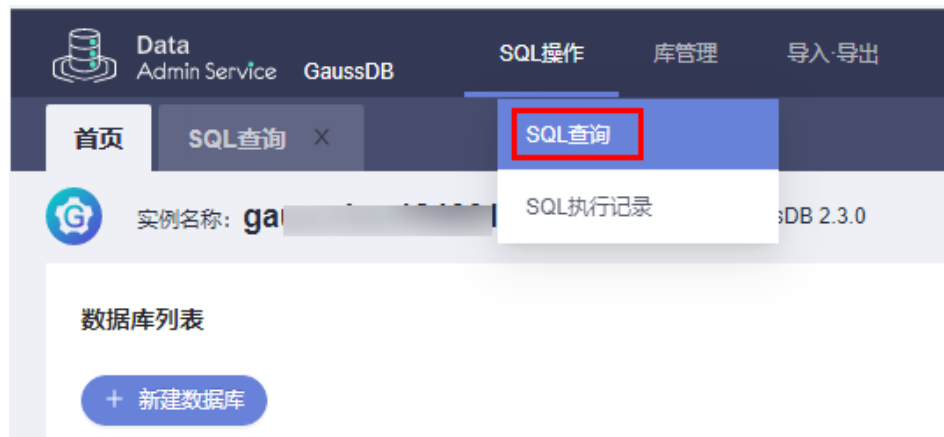 Data
Admin Service GaussDB SQL操作 库管理 导入·导出
首页 SQL查询 ×
SQL查询
SQL执行记录
实例名称: ga sDB 2.3.0
数据库列表
+ 新建数据库